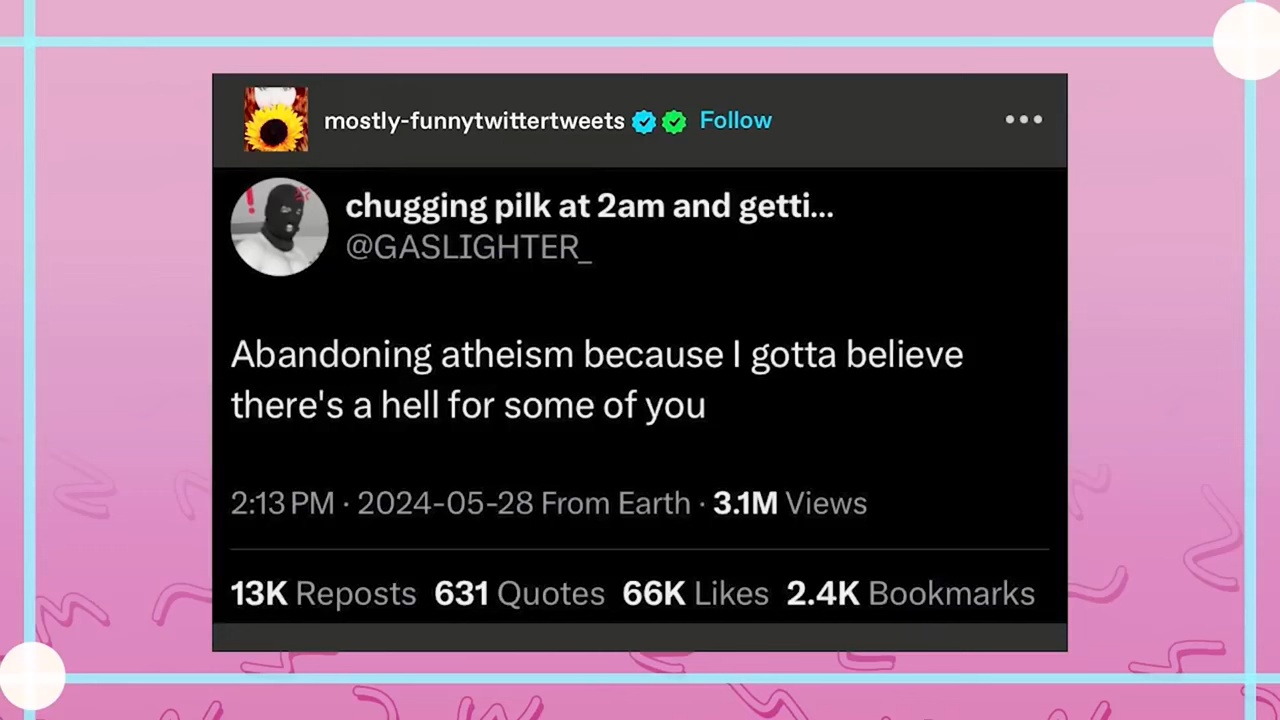 mostly-funnytwittertweets Follow
chugging pilk at 2am and getti...
@GASLIGHTER_
Abandoning atheism because I gotta believe
there's a hell for some of you
2:13 PM · 2024-05-28 From Earth · 3.1M Views
13K Reposts 631 Quotes 66K Likes 2.4K Bookmarks